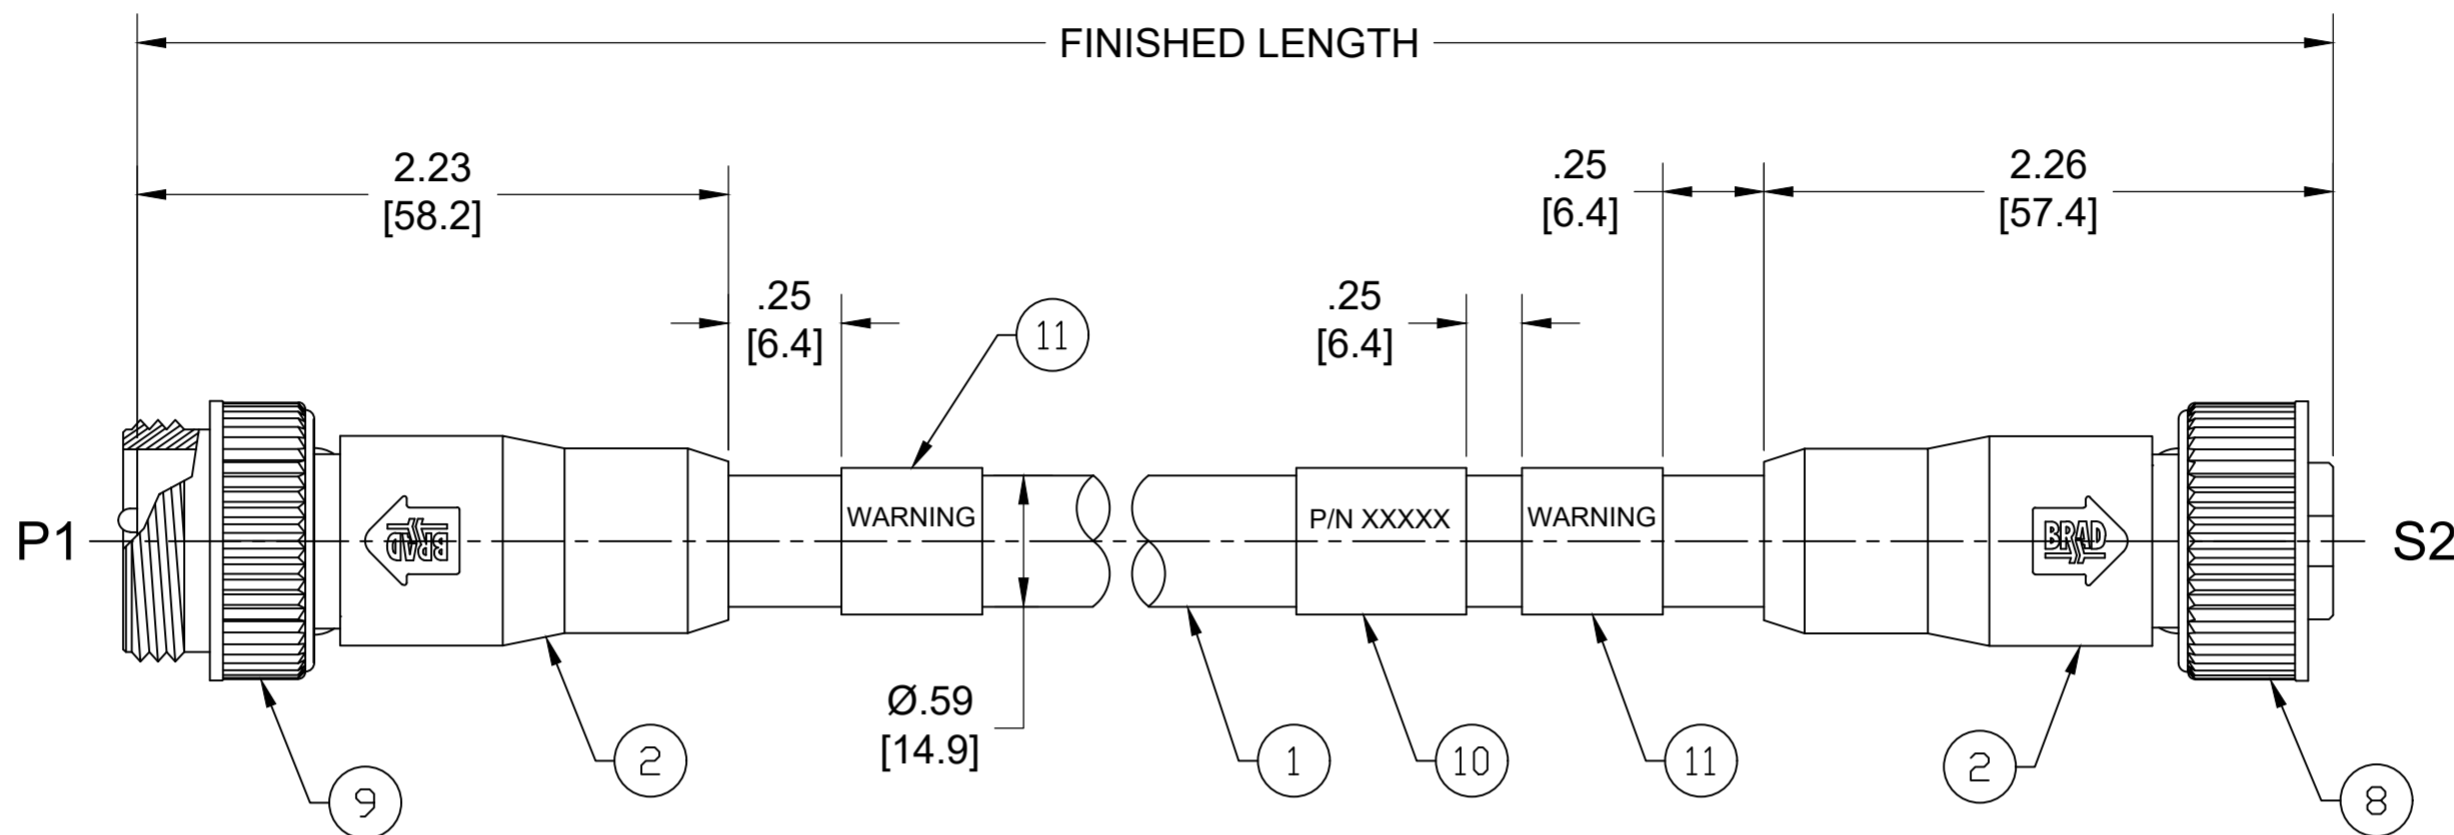 FINISHED LENGTH
2.23
[58.2]
.25
[6.4]
2.26
[57.4]
.25
[6.4]
.25
[6.4]
11
WARNING
P/N XXXXX
WARNING
P1
BRAD
BRAD
S2
Ø.59
[14.9]
9
2
1
10
11
2
8